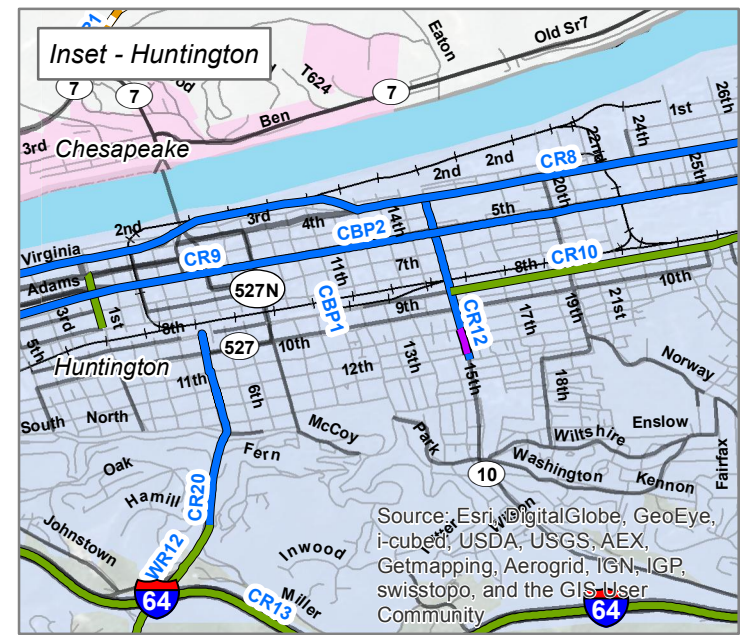 Inset - Huntington
Eaton
Old Sr7
T624
7
7
7
Ben
3rd
Chesapeake
26th
1st
24th
22nd
2nd
2nd
CR8
25th
20th
2nd
3rd
4th
14th
5th
Virginia
CBP2
CR9
Adams
11th
7th
8th
CR10
527N
10th
3rd
1st
CBP1
9th
CR12
17th
19th
21st
8th
5th
527
10th
Huntington
13th
12th
15th
Norway
11th
6th
18th
South
North
McCoy
Park
Wiltshire
Enslow
Fern
Fairfax
Oak
10
Washington
Kennon
Hamill
CR20
Johnstown
WR12
Inwood
Source: Esri, DigitalGlobe, GeoEye,
i-cubed, USDA, USGS, AEX,
Getmapping, Aerogrid, IGN, IGP,
swisstopo, and the GIS User
Community
64
CR13
Miller
64